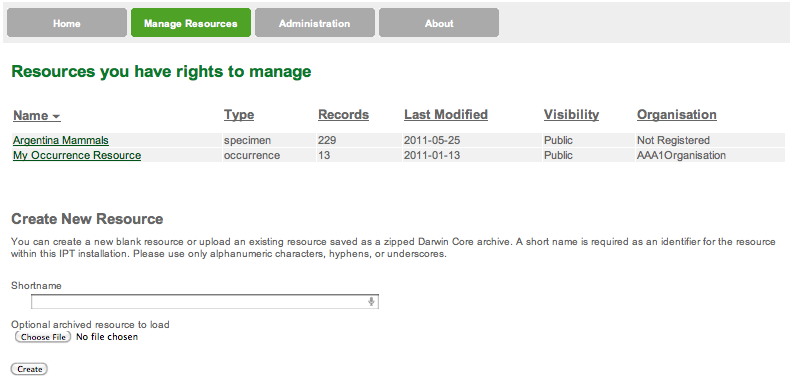 Home Manage Resources Administration About
Resources you have rights to manage
Name Type Records Last Modified Visibility Organisation
Argentina Mammals specimen 229 2011-05-25 Public Not Registered
My Occurrence Resource occurrence 13 2011-01-13 Public AAA1Organisation
Create New Resource
You can create a new blank resource or upload an existing resource saved as a zipped Darwin Core archive. A short name is required as an identifier for the resource
within this IPT installation. Please use only alphanumeric characters, hyphens, or underscores.
Shortname
Optional archived resource to load
Choose File No file chosen
Create